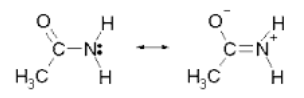 O H O⁻ H
C–N: ↔ C=N⁺
H₃C H H₃C H